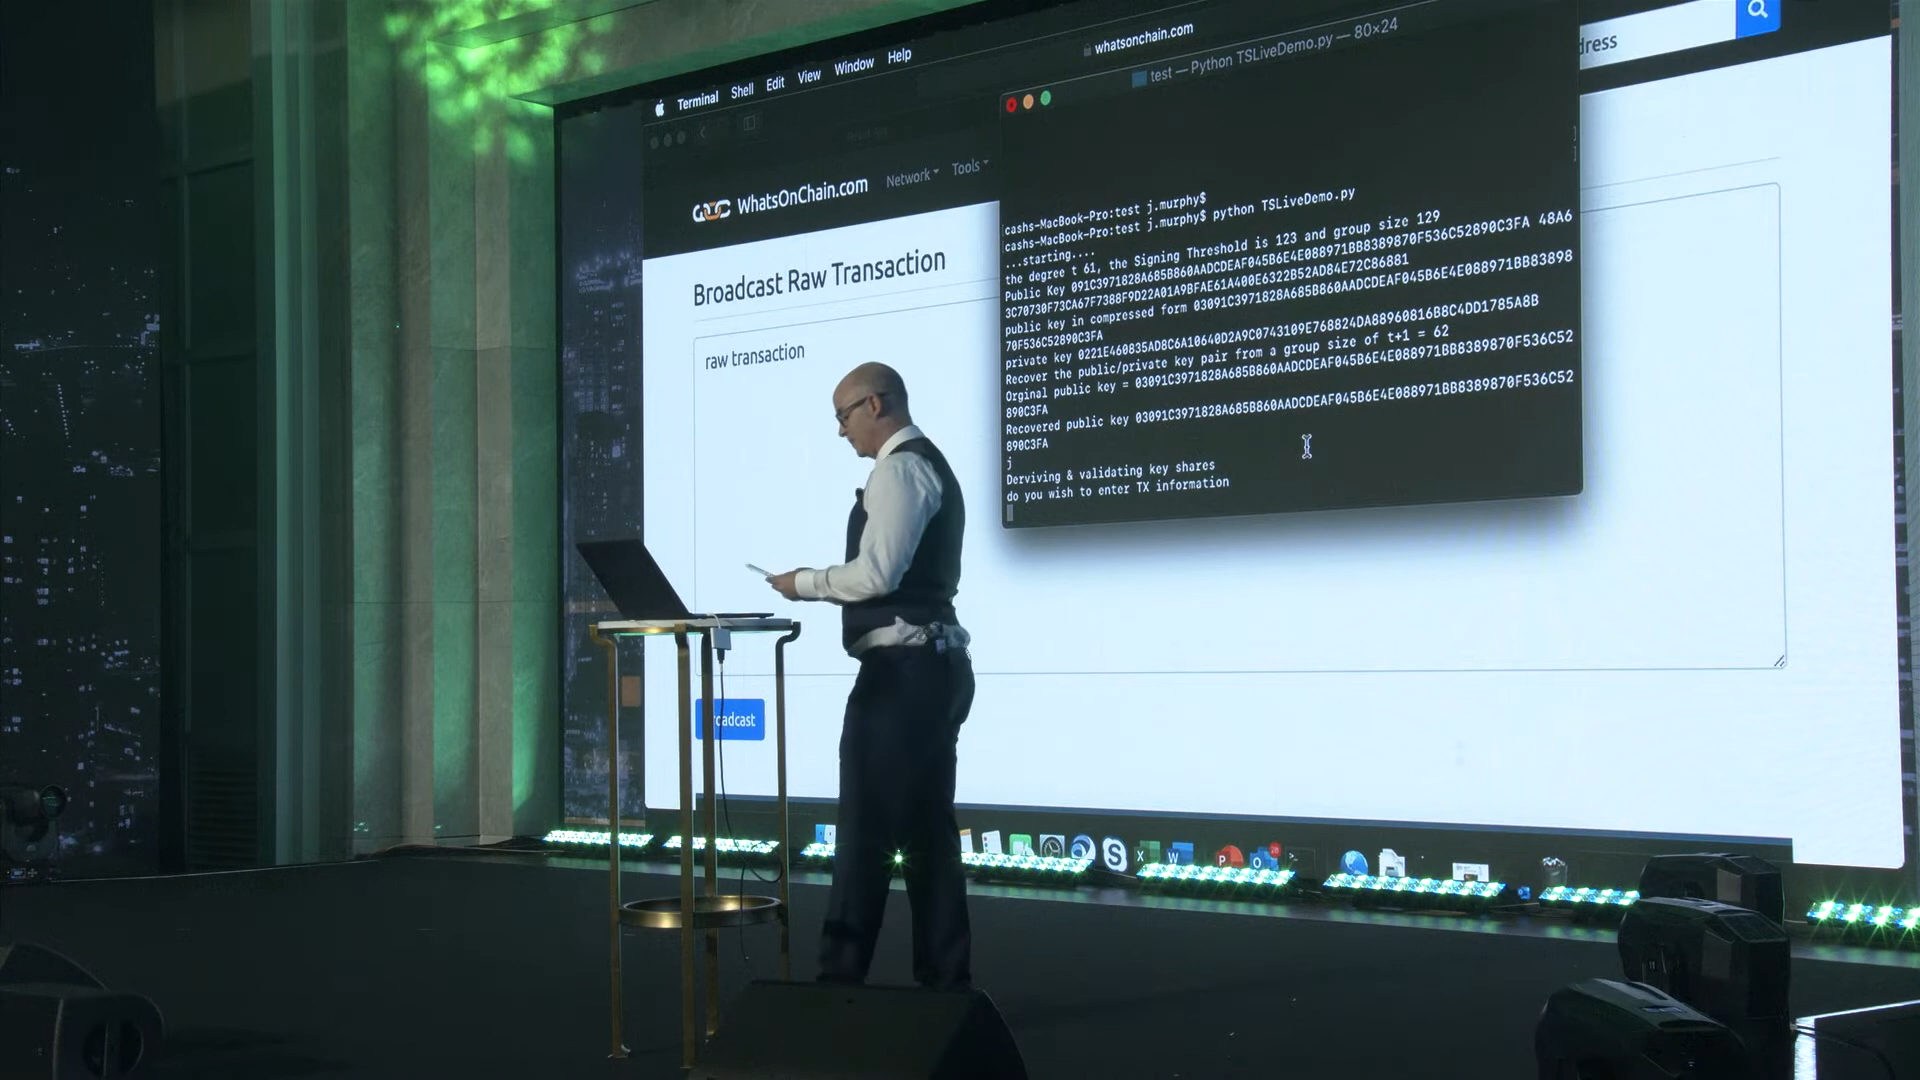 Terminal Shell Edit View Window Help
whatsonchain.com
test — Python TSLiveDemo.py — 80×24
dress
WhatsOnChain.com
Network
Tools
Broadcast Raw Transaction
raw transaction
cashs-MacBook-Pro:test j.murphy$
cashs-MacBook-Pro:test j.murphy$ python TSLiveDemo.py
...starting....
the degree t 61, the Signing Threshold is 123 and group size 129
Public Key 091C3971828A685B860AADCDEAF045B6E4E088971BB8389870F536C52890C3FA 48A6
3C70730F73CA67F7388F9D22A01A9BFAE61A400E6322B52AD84E72C86881
public key in compressed form 03091C3971828A685B860AADCDEAF045B6E4E088971BB83898
70F536C52890C3FA
private key 0221E460835AD8C6A10640D2A9C0743109E768824DA88960816B8C4DD1785A8B
Recover the public/private key pair from a group size of t+1 = 62
Orginal public key = 03091C3971828A685B860AADCDEAF045B6E4E088971BB8389870F536C52
890C3FA
Recovered public key 03091C3971828A685B860AADCDEAF045B6E4E088971BB8389870F536C52
890C3FA
j
Derviving & validating key shares
do you wish to enter TX information